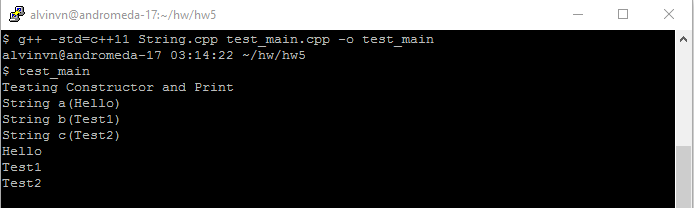 alvinvn@andromeda-17:~/hw/hw5
$ g++ -std=c++11 String.cpp test_main.cpp -o test_main
alvinvn@andromeda-17 03:14:22 ~/hw/hw5
$ test_main
Testing Constructor and Print
String a(Hello)
String b(Test1)
String c(Test2)
Hello
Test1
Test2